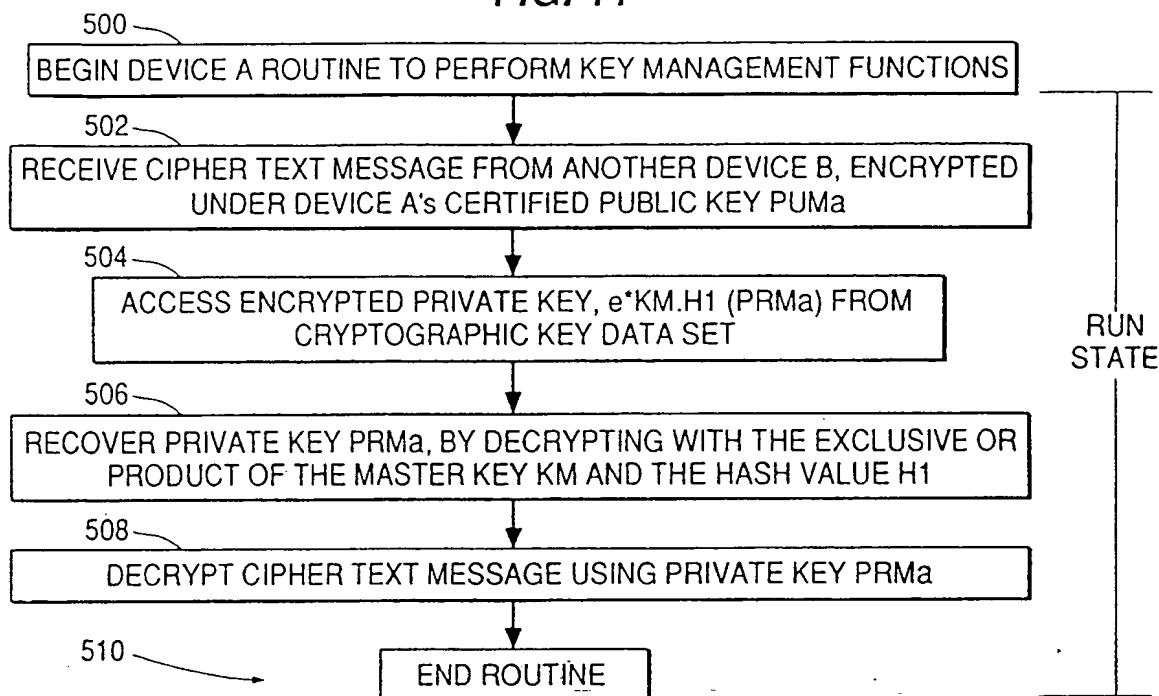 500
BEGIN DEVICE A ROUTINE TO PERFORM KEY MANAGEMENT FUNCTIONS
502
RECEIVE CIPHER TEXT MESSAGE FROM ANOTHER DEVICE B, ENCRYPTED
UNDER DEVICE A's CERTIFIED PUBLIC KEY PUMa
504
ACCESS ENCRYPTED PRIVATE KEY, e*KM.H1 (PRMa) FROM
CRYPTOGRAPHIC KEY DATA SET
RUN
STATE
506
RECOVER PRIVATE KEY PRMa, BY DECRYPTING WITH THE EXCLUSIVE OR
PRODUCT OF THE MASTER KEY KM AND THE HASH VALUE H1
508
DECRYPT CIPHER TEXT MESSAGE USING PRIVATE KEY PRMa
510
END ROUTINE